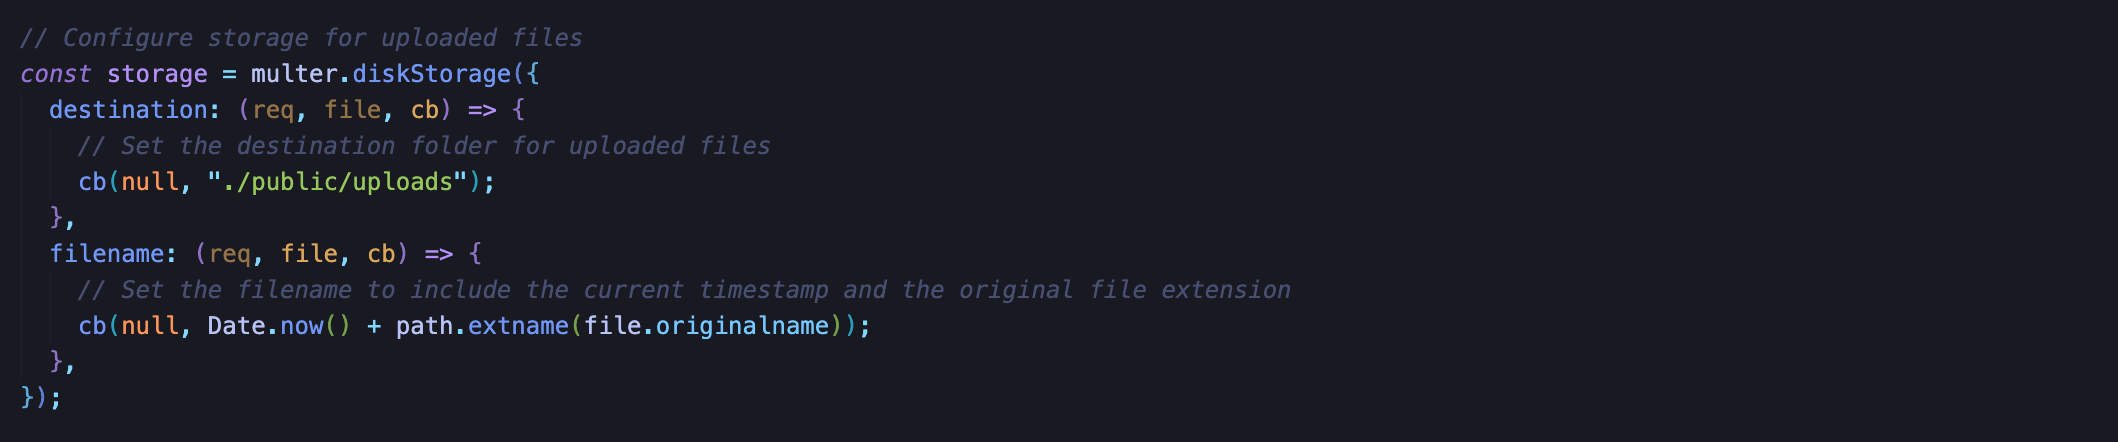 // Configure storage for uploaded files
const storage = multer.diskStorage({
  destination: (req, file, cb) => {
    // Set the destination folder for uploaded files
    cb(null, "./public/uploads");
  },
  filename: (req, file, cb) => {
    // Set the filename to include the current timestamp and the original file extension
    cb(null, Date.now() + path.extname(file.originalname));
  },
});